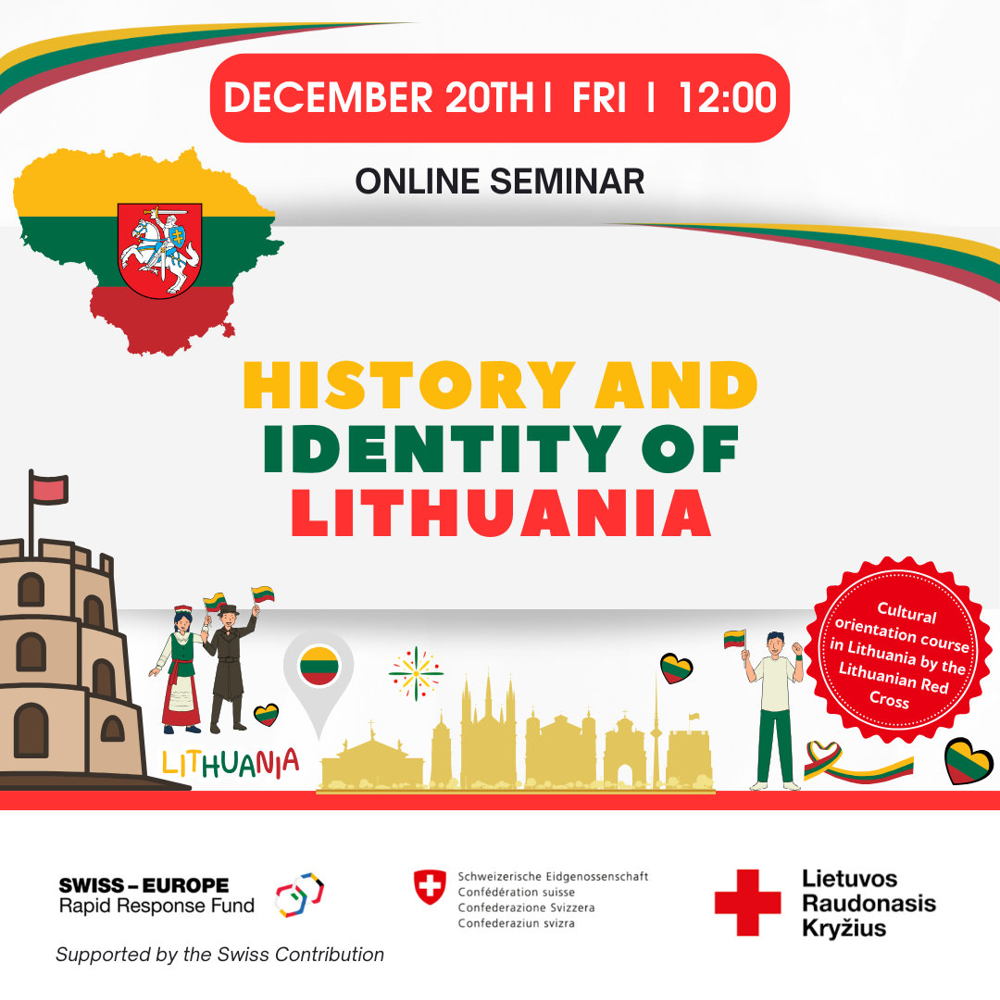 DECEMBER 20TH| FRI | 12:00
ONLINE SEMINAR
HISTORY AND
IDENTITY OF
LITHUANIA
Cultural
orientation course
in Lithuania by the
Lithuanian Red
Cross
LITHUANIA
SWISS – EUROPE
Rapid Response Fund
Supported by the Swiss Contribution
Schweizerische Eidgenossenschaft
Confédération suisse
Confederazione Svizzera
Confederaziun svizra
Lietuvos
Raudonasis
Kryžius